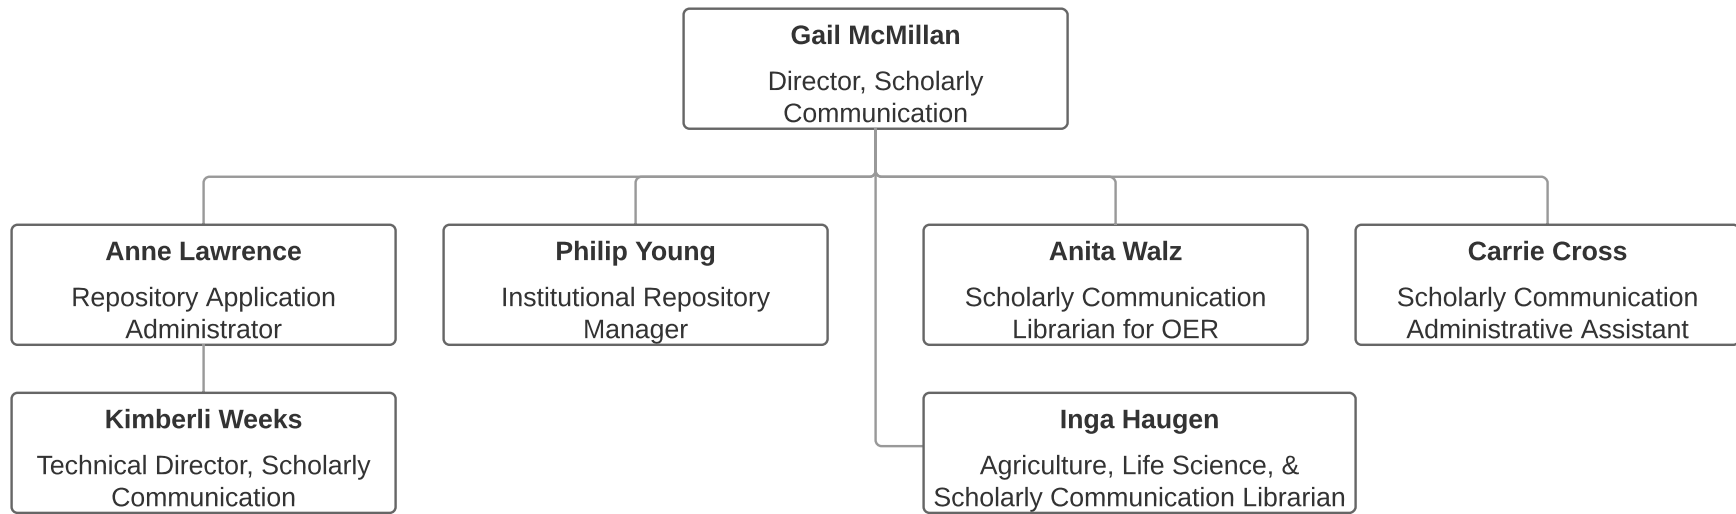 Gail McMillan
Director, Scholarly
Communication
Anne Lawrence
Repository Application
Administrator
Philip Young
Institutional Repository
Manager
Anita Walz
Scholarly Communication
Librarian for OER
Carrie Cross
Scholarly Communication
Administrative Assistant
Kimberli Weeks
Technical Director, Scholarly
Communication
Inga Haugen
Agriculture, Life Science, &
Scholarly Communication Librarian